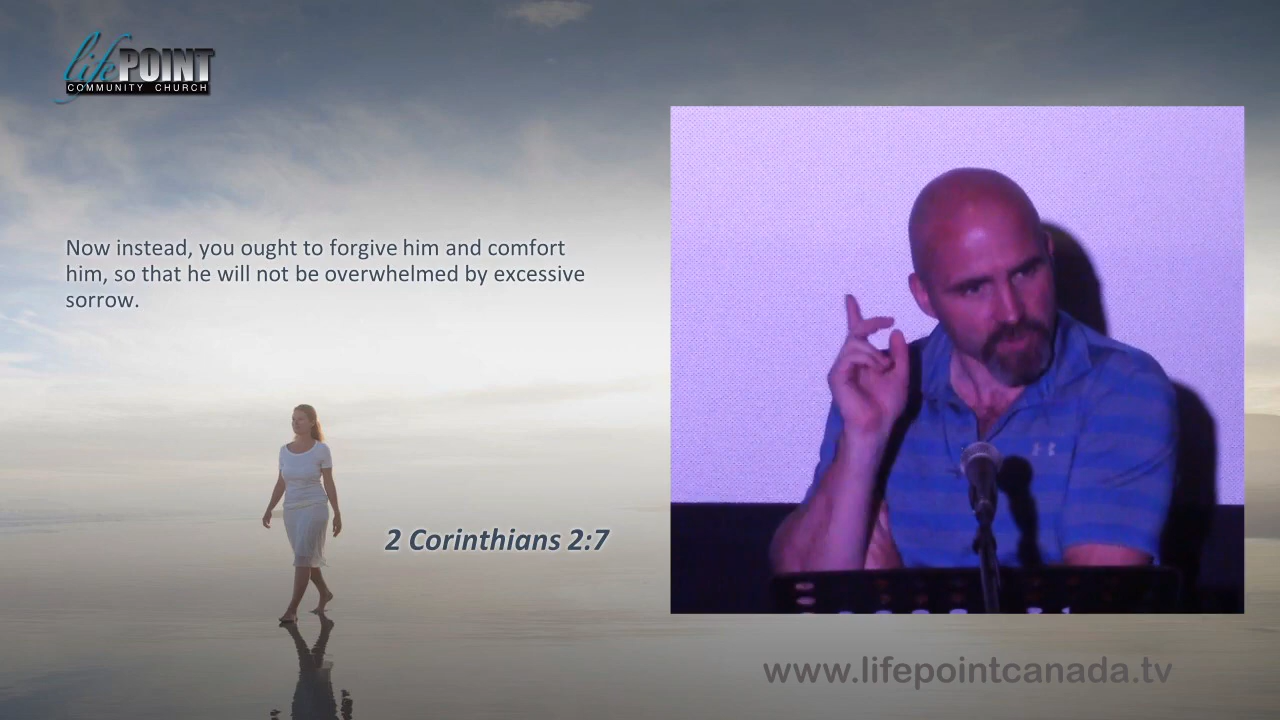 lifePOINT
COMMUNITY CHURCH
Now instead, you ought to forgive him and comfort
him, so that he will not be overwhelmed by excessive
sorrow.
2 Corinthians 2:7
www.lifepointcanada.tv